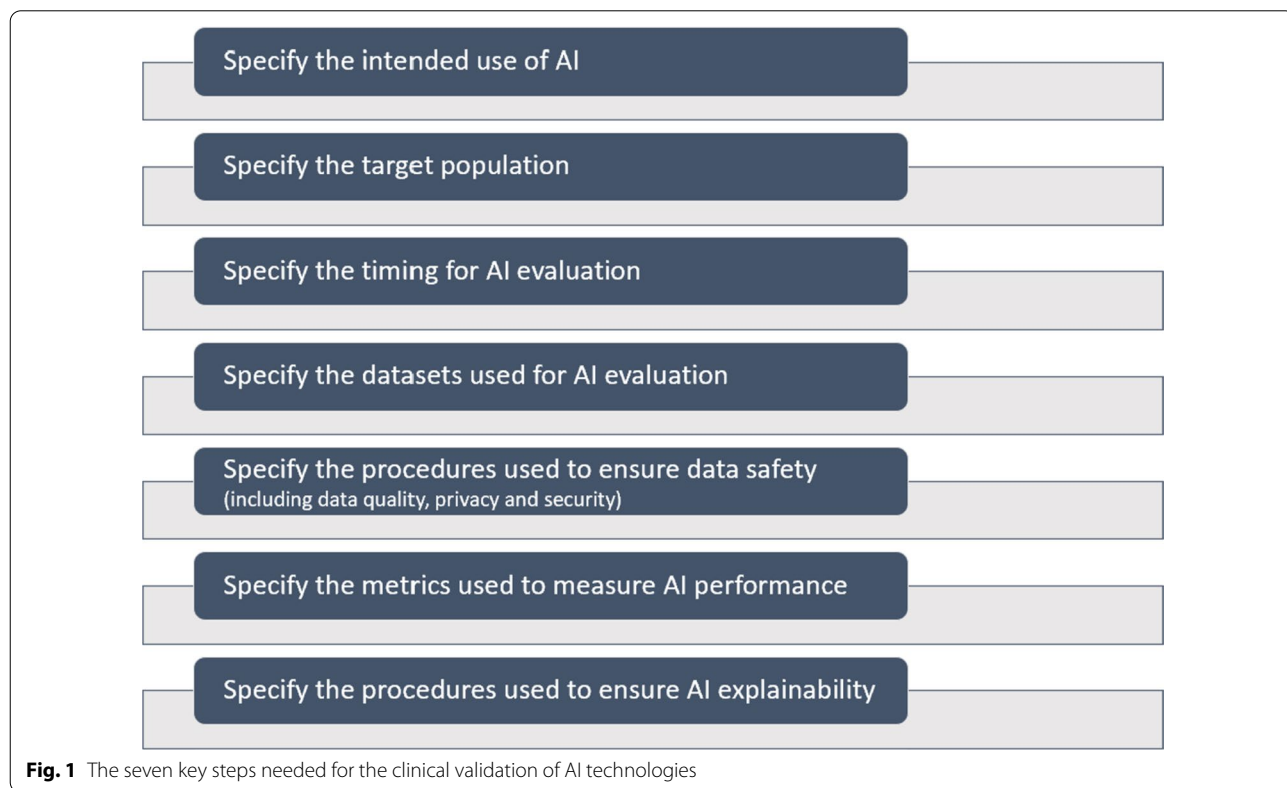 Specify the intended use of AI
Specify the target population
Specify the timing for AI evaluation
Specify the datasets used for AI evaluation
Specify the procedures used to ensure data safety
(including data quality, privacy and security)
Specify the metrics used to measure AI performance
Specify the procedures used to ensure AI explainability
Fig. 1 The seven key steps needed for the clinical validation of AI technologies